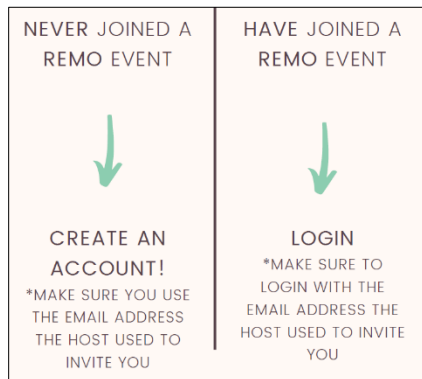 NEVER JOINED A
REMO EVENT
CREATE AN
ACCOUNT!
*MAKE SURE YOU USE
THE EMAIL ADDRESS
THE HOST USED TO
INVITE YOU
HAVE JOINED A
REMO EVENT
LOGIN
*MAKE SURE TO
LOGIN WITH THE
EMAIL ADDRESS THE
HOST USED TO INVITE
YOU